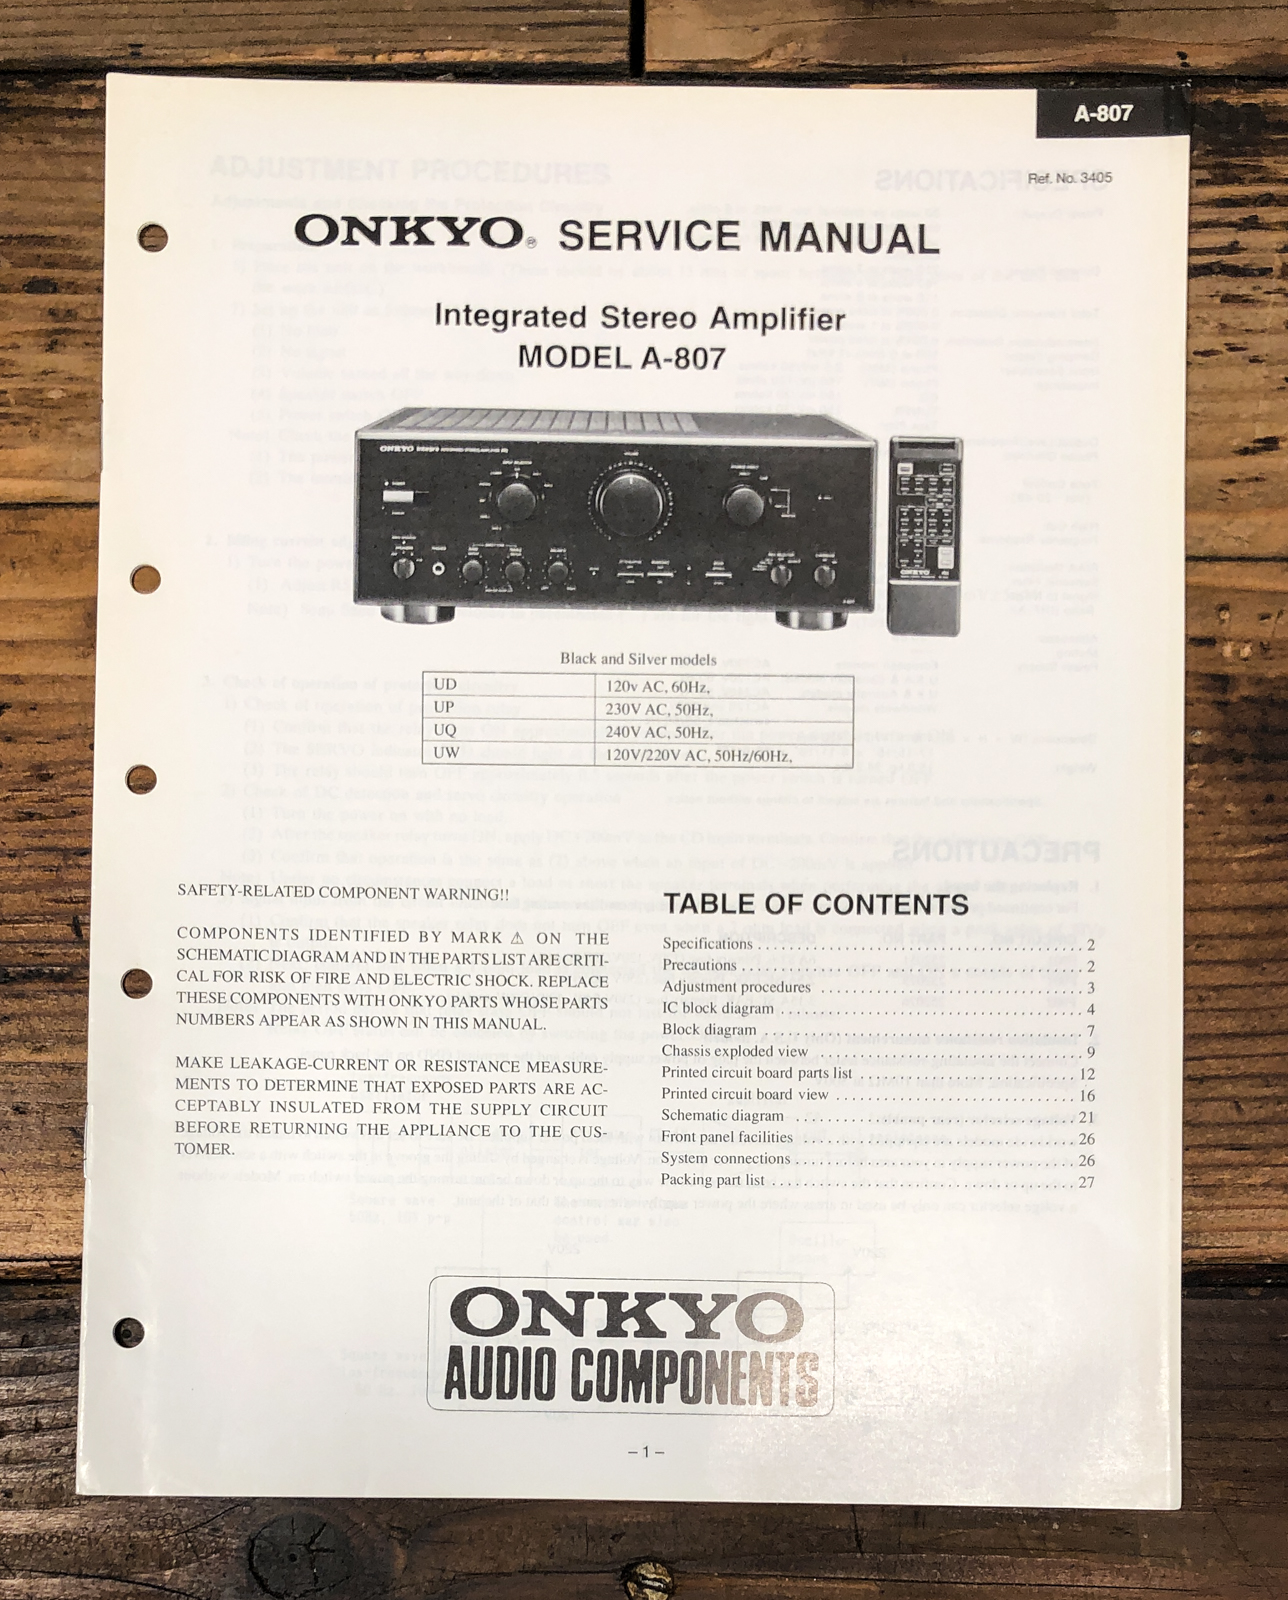 A-807
Ref. No. 3405
ONKYO® SERVICE MANUAL
Integrated Stereo Amplifier
MODEL A-807
ONKYO
ONKYO
Black and Silver models
UD 120v AC, 60Hz,
UP 230V AC, 50Hz,
UQ 240V AC, 50Hz,
UW 120V/220V AC, 50Hz/60Hz,
SAFETY-RELATED COMPONENT WARNING!!
COMPONENTS IDENTIFIED BY MARK ⚠ ON THE
SCHEMATIC DIAGRAM AND IN THE PARTS LIST ARE CRITI-
CAL FOR RISK OF FIRE AND ELECTRIC SHOCK. REPLACE
THESE COMPONENTS WITH ONKYO PARTS WHOSE PARTS
NUMBERS APPEAR AS SHOWN IN THIS MANUAL.
MAKE LEAKAGE-CURRENT OR RESISTANCE MEASURE-
MENTS TO DETERMINE THAT EXPOSED PARTS ARE AC-
CEPTABLY INSULATED FROM THE SUPPLY CIRCUIT
BEFORE RETURNING THE APPLIANCE TO THE CUS-
TOMER.
TABLE OF CONTENTS
Specifications 2
Precautions 2
Adjustment procedures 3
IC block diagram 4
Block diagram 7
Chassis exploded view 9
Printed circuit board parts list 12
Printed circuit board view 16
Schematic diagram 21
Front panel facilities 26
System connections 26
Packing part list 27
ONKYO
AUDIO COMPONENTS
– 1 –